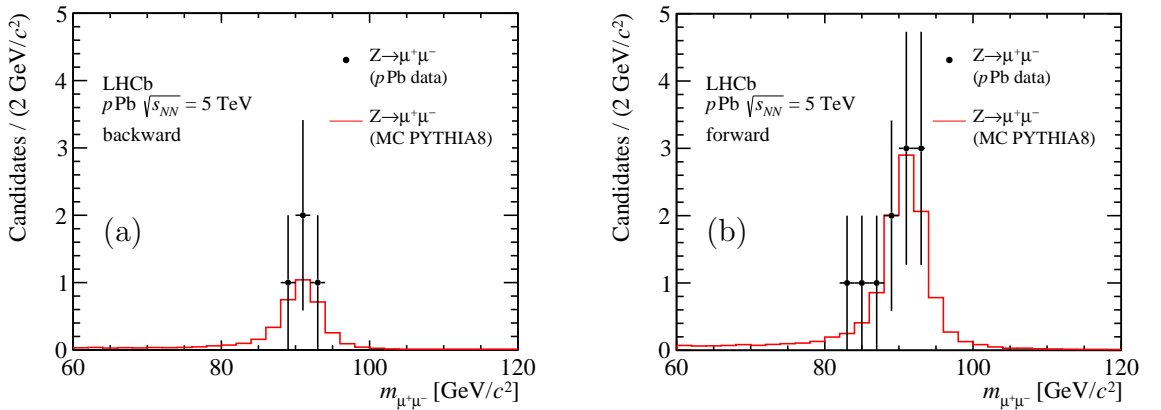 Candidates / (2 GeV/c²)
5
4
3
2
1
0
LHCb
pPb √sNN = 5 TeV
backward
Z→μ⁺μ⁻
(pPb data)
Z→μ⁺μ⁻
(MC PYTHIA8)
(a)
60 80 100 120
mμ⁺μ⁻ [GeV/c²]
Candidates / (2 GeV/c²)
5
4
3
2
1
0
LHCb
pPb √sNN = 5 TeV
forward
Z→μ⁺μ⁻
(pPb data)
Z→μ⁺μ⁻
(MC PYTHIA8)
(b)
60 80 100 120
mμ⁺μ⁻ [GeV/c²]